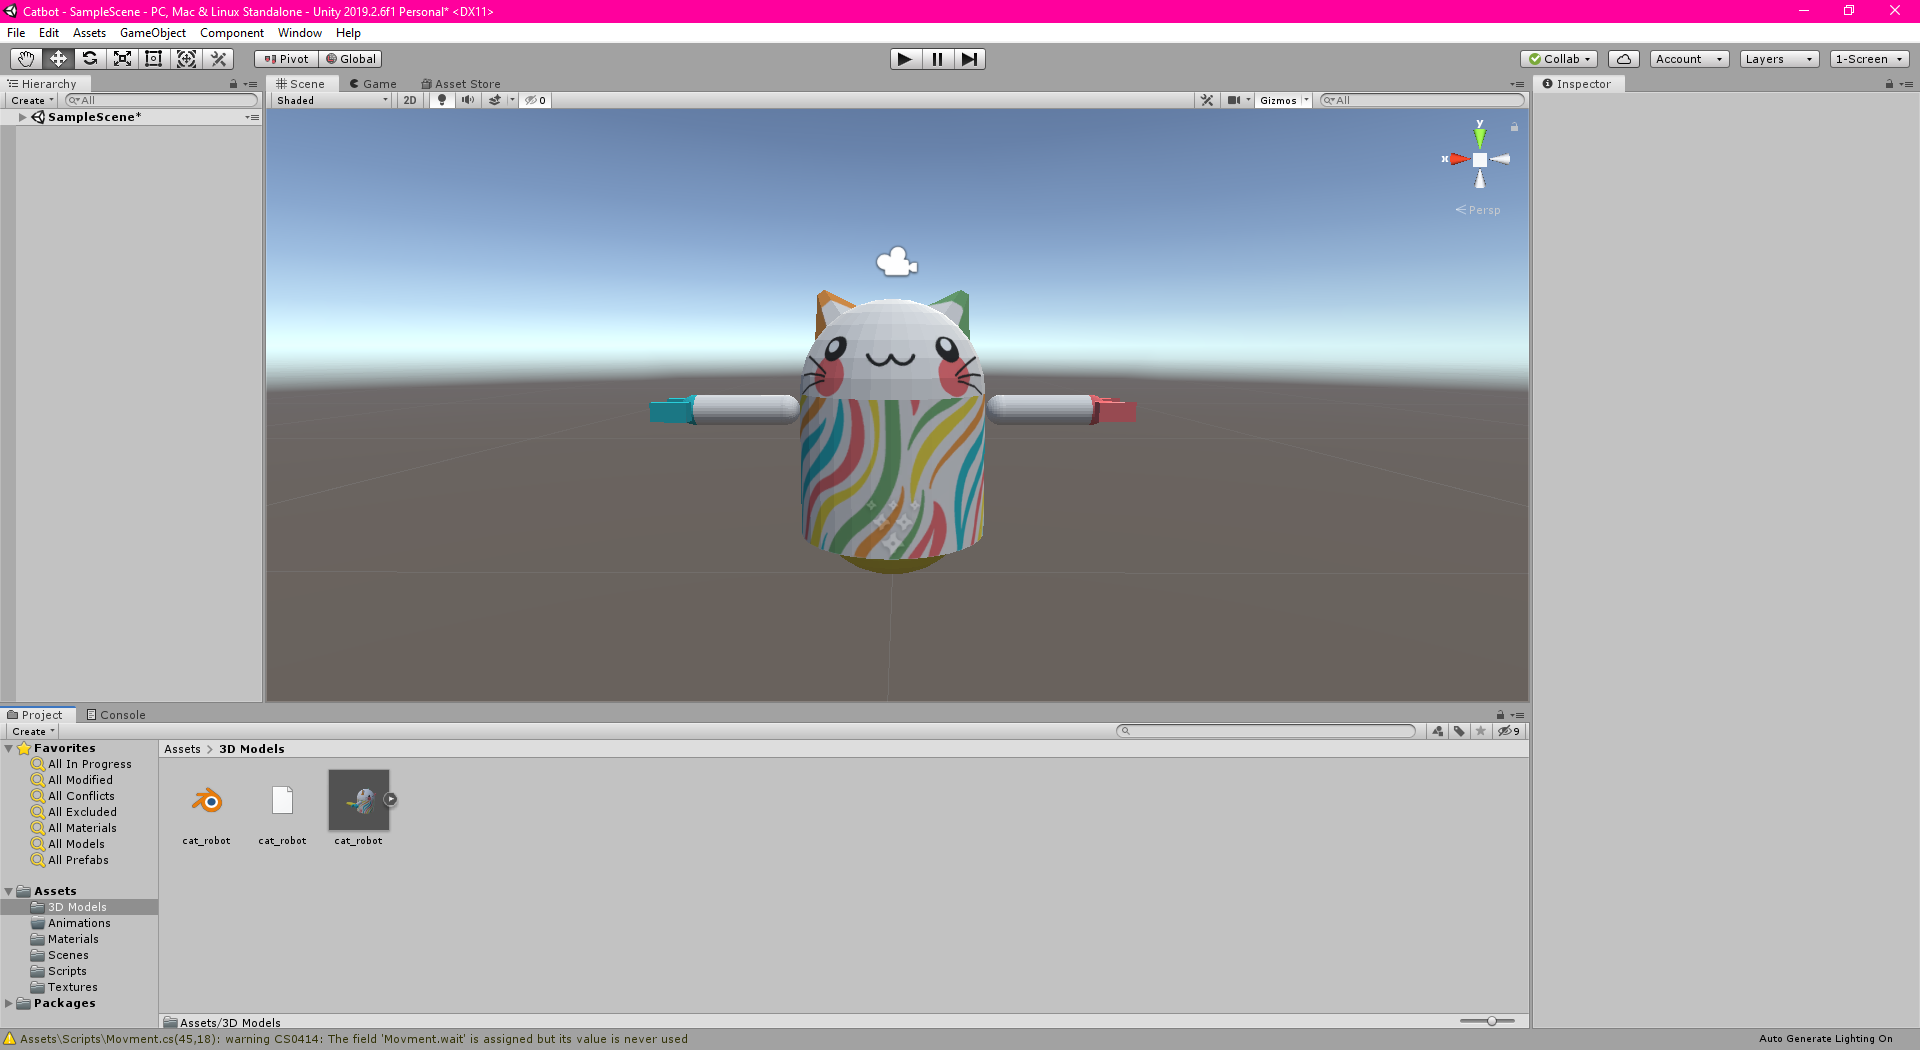 Catbot - SampleScene - PC, Mac & Linux Standalone - Unity 2019.2.6f1 Personal* <DX11>
File Edit Assets GameObject Component Window Help
Pivot Global Collab Account Layers 1-Screen
Hierarchy Scene Game Asset Store Inspector
Create All Shaded 2D 0 Gizmos All
SampleScene*
y
x
Persp
Project Console
Create 9
Favorites
All In Progress
All Modified
All Conflicts
All Excluded
All Materials
All Models
All Prefabs
Assets
3D Models
Animations
Materials
Scenes
Scripts
Textures
Packages
Assets > 3D Models
cat_robot cat_robot cat_robot
Assets/3D Models
Assets\Scripts\Movment.cs(45,18): warning CS0414: The field 'Movment.wait' is assigned but its value is never used
Auto Generate Lighting On